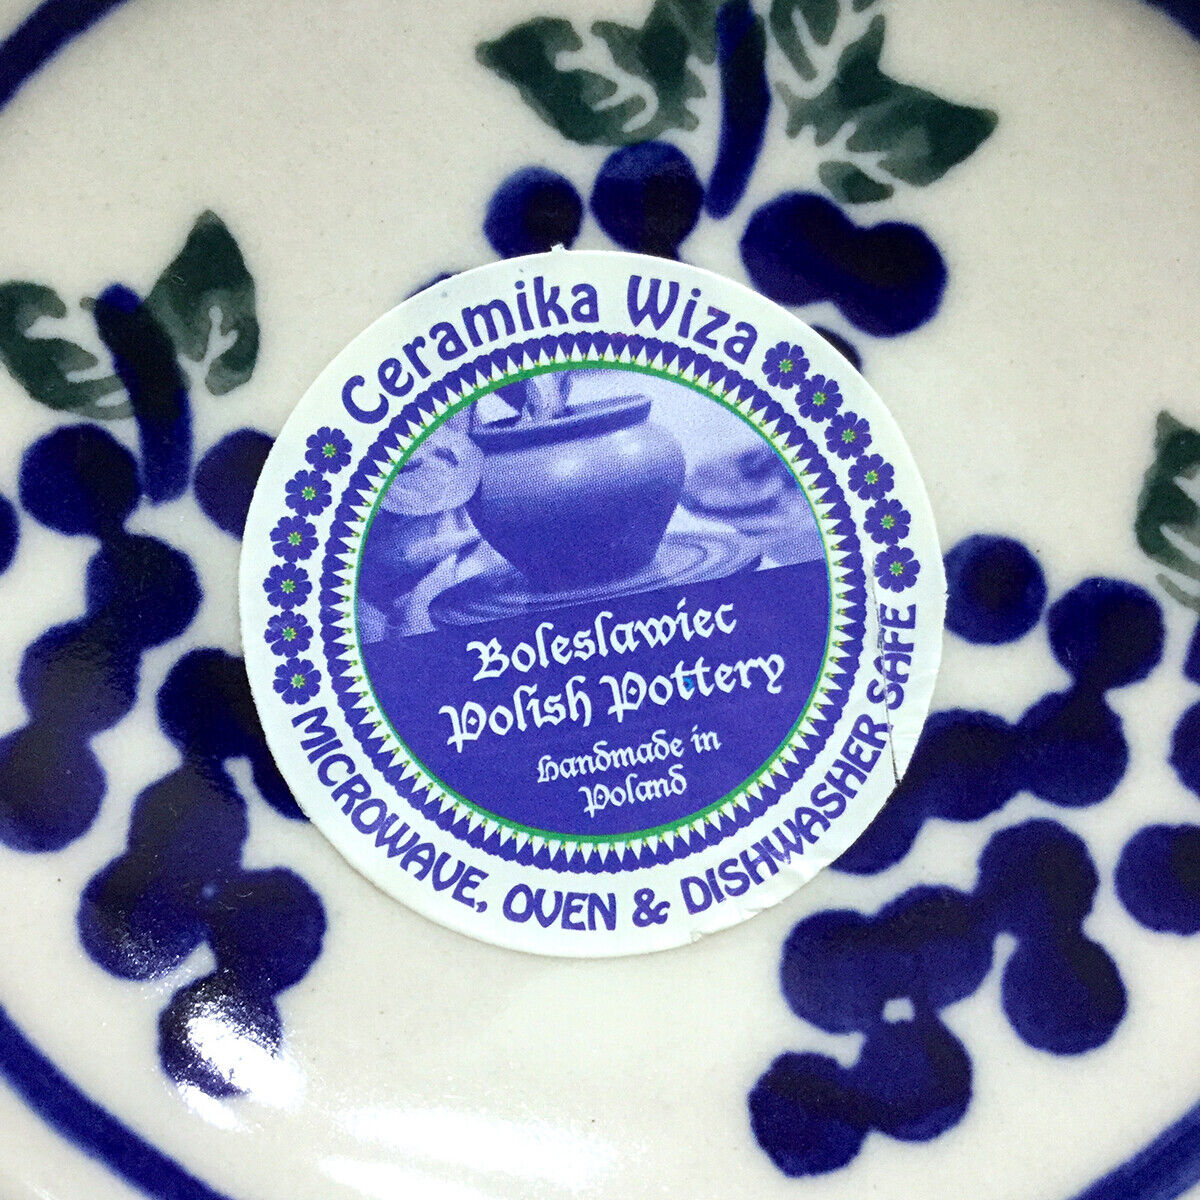 Ceramika Wiza
Boleslawiec
Polish Pottery
Handmade in
Poland
MICROWAVE, OVEN & DISHWASHER SAFE